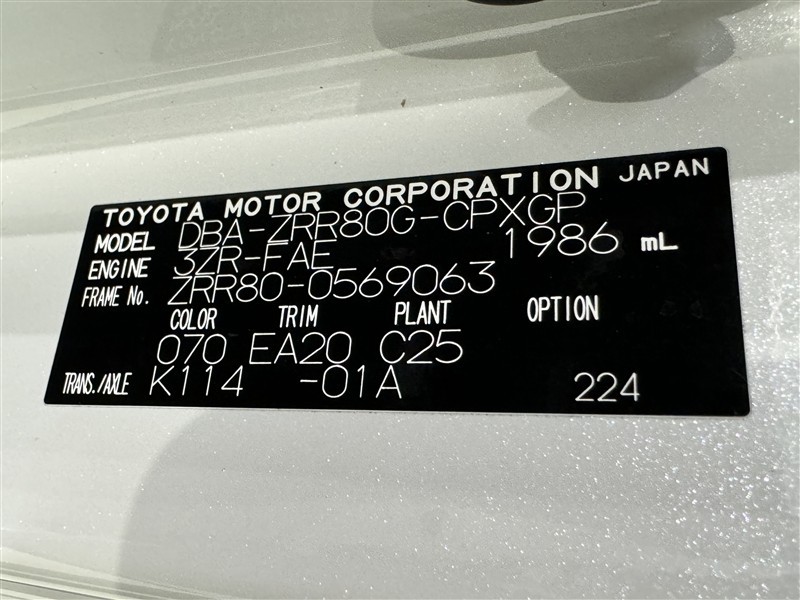 TOYOTA MOTOR CORPORATION JAPAN
MODEL DBA-ZRR80G-CPXGP
ENGINE 3ZR-FAE 1986 mL
FRAME No. ZRR80-0569063
COLOR TRIM PLANT OPTION
070 EA20 C25
TRANS./AXLE K114 -01A 224